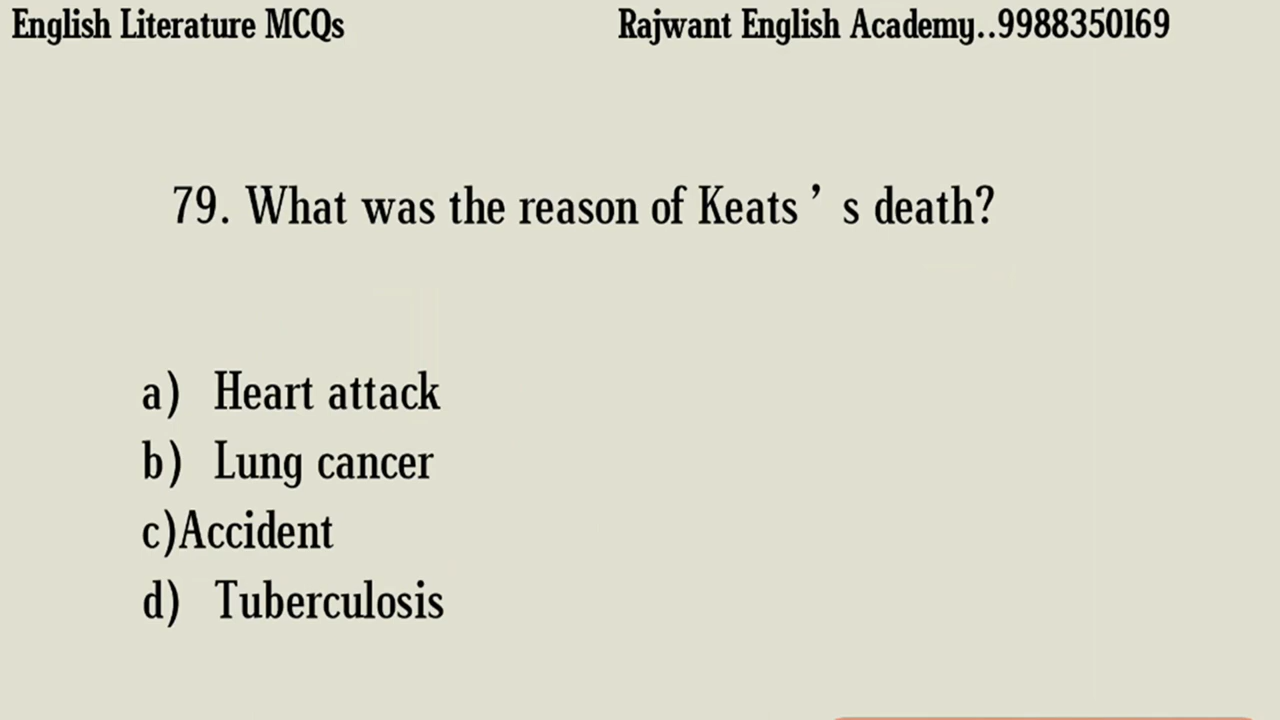 English Literature MCQs
Rajwant English Academy..9988350169
79. What was the reason of Keats ’ s death?
a) Heart attack
b) Lung cancer
c)Accident
d) Tuberculosis